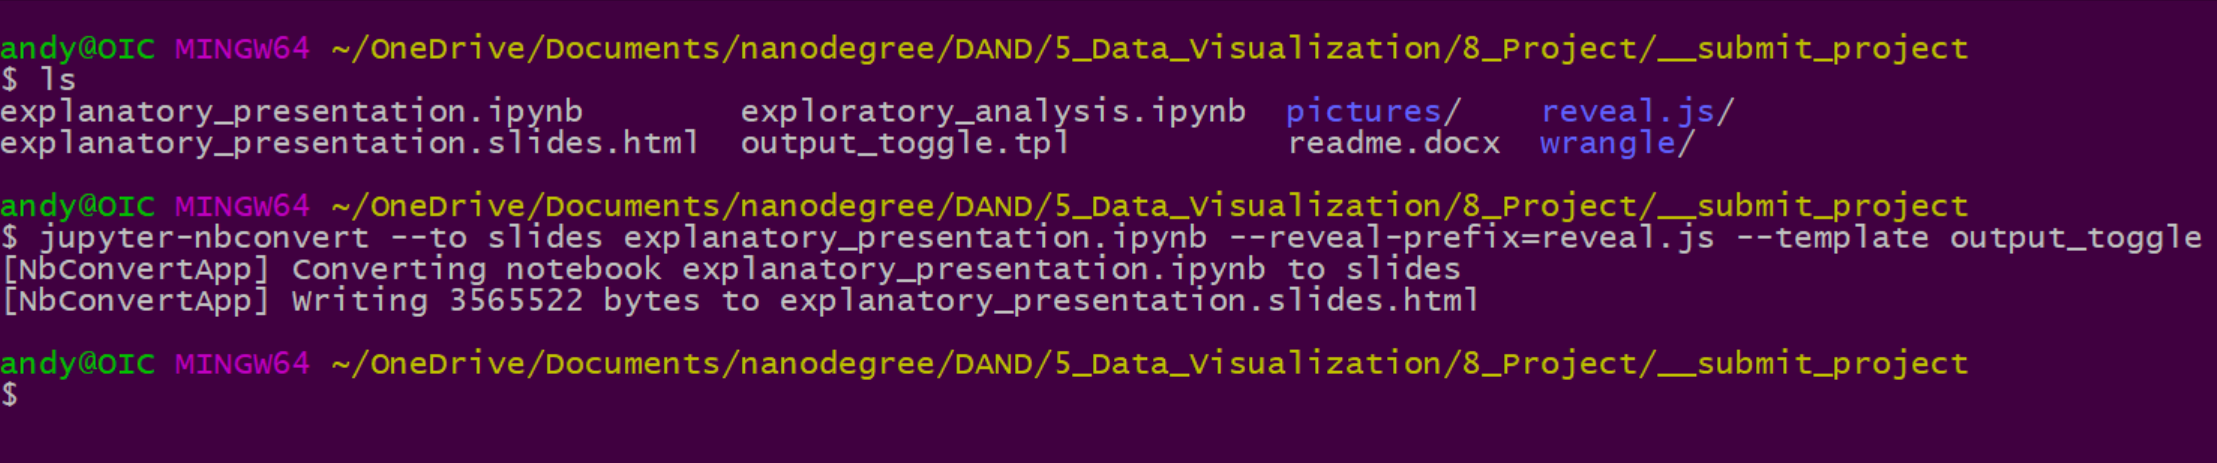 andy@OIC MINGW64 ~/OneDrive/Documents/nanodegree/DAND/5_Data_Visualization/8_Project/__submit_project
$ ls
explanatory_presentation.ipynb        exploratory_analysis.ipynb  pictures/    reveal.js/
explanatory_presentation.slides.html  output_toggle.tpl           readme.docx  wrangle/
andy@OIC MINGW64 ~/OneDrive/Documents/nanodegree/DAND/5_Data_Visualization/8_Project/__submit_project
$ jupyter-nbconvert --to slides explanatory_presentation.ipynb --reveal-prefix=reveal.js --template output_toggle
[NbConvertApp] Converting notebook explanatory_presentation.ipynb to slides
[NbConvertApp] Writing 3565522 bytes to explanatory_presentation.slides.html
andy@OIC MINGW64 ~/OneDrive/Documents/nanodegree/DAND/5_Data_Visualization/8_Project/__submit_project
$